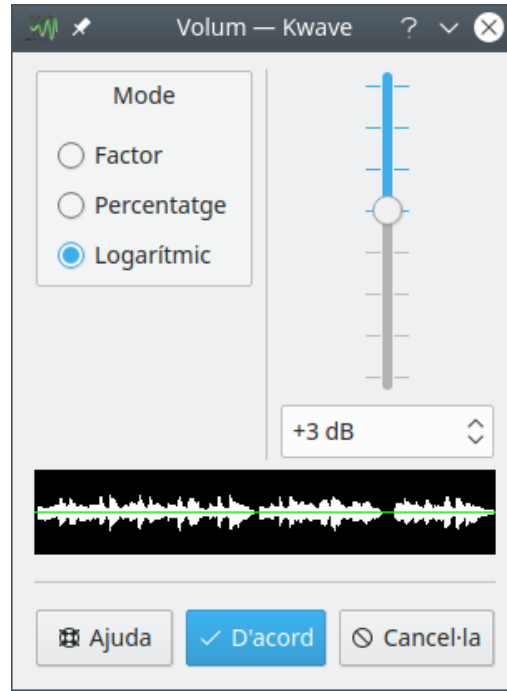 Volum — Kwave
Mode
Factor
Percentatge
Logarítmic
+3 dB
Ajuda
D'acord
Cancel·la